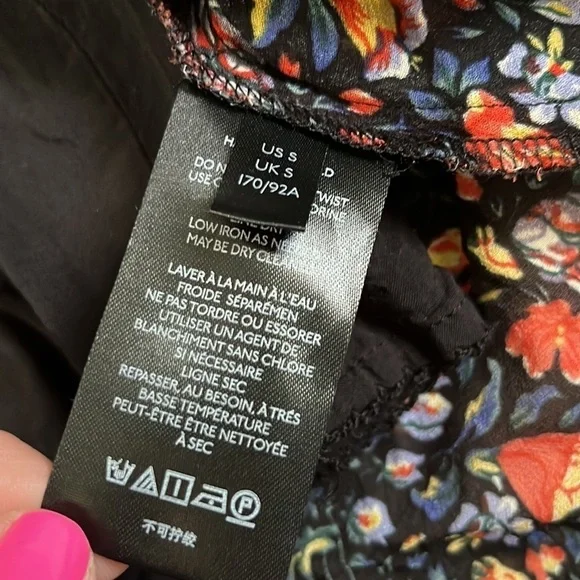 US S
UK S
170/92A
DO N
TWIST
USE
LOW IRON AS NE
MAY BE DRY CLE
LAVER À LA MAIN À L'EAU
FROIDE SÉPARÉMEN
NE PAS TORDRE OU ESSORER
UTILISER UN AGENT DE
BLANCHIMENT SANS CHLORE
SI NÉCESSAIRE
LIGNE SEC
REPASSER, AU BESOIN, À TRÉS
BASSE TEMPÉRATURE
PEUT-ÊTRE ÊTRE NETTOYÉE
À SEC
P
不可拧绞